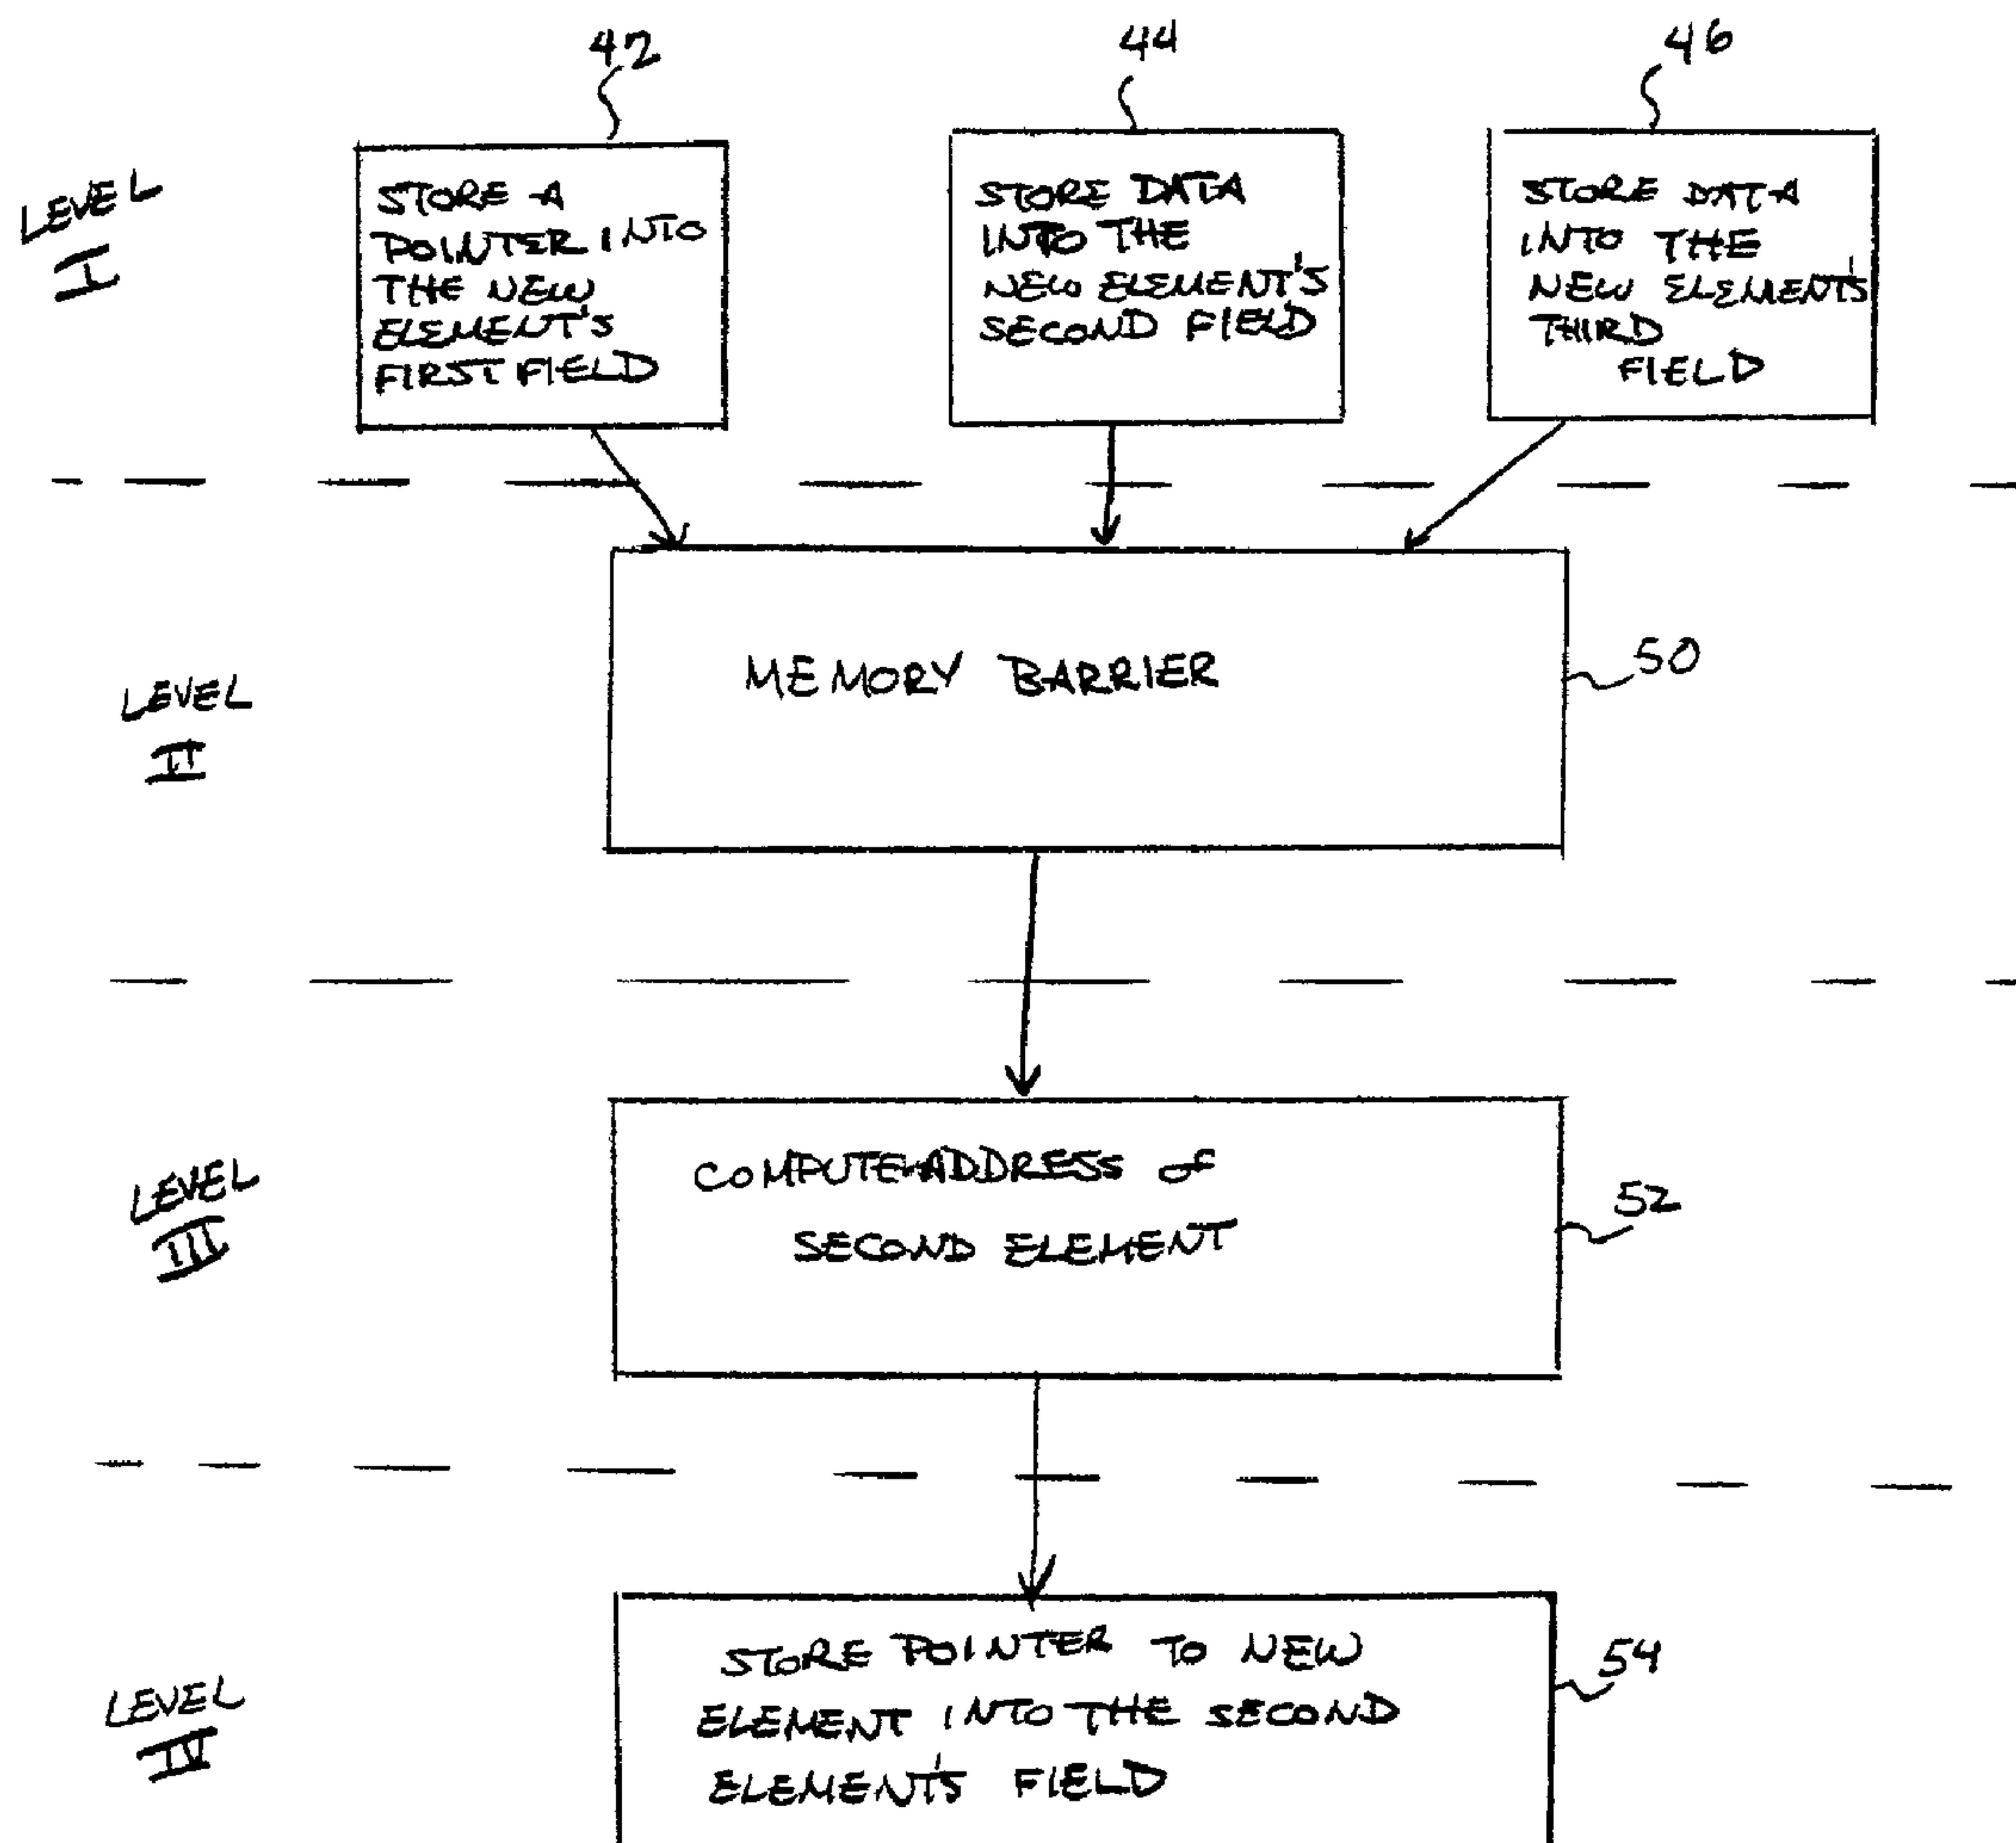 42
44
46
LEVEL
I
STORE A
POINTER INTO
THE NEW
ELEMENT'S
FIRST FIELD
STORE DATA
INTO THE
NEW ELEMENT'S
SECOND FIELD
STORE DATA
INTO THE
NEW ELEMENT'S
THIRD
FIELD
LEVEL
II
MEMORY BARRIER
50
LEVEL
III
COMPUTE ADDRESS of
SECOND ELEMENT
52
LEVEL
IV
STORE POINTER TO NEW
ELEMENT INTO THE SECOND
ELEMENT'S FIELD
54